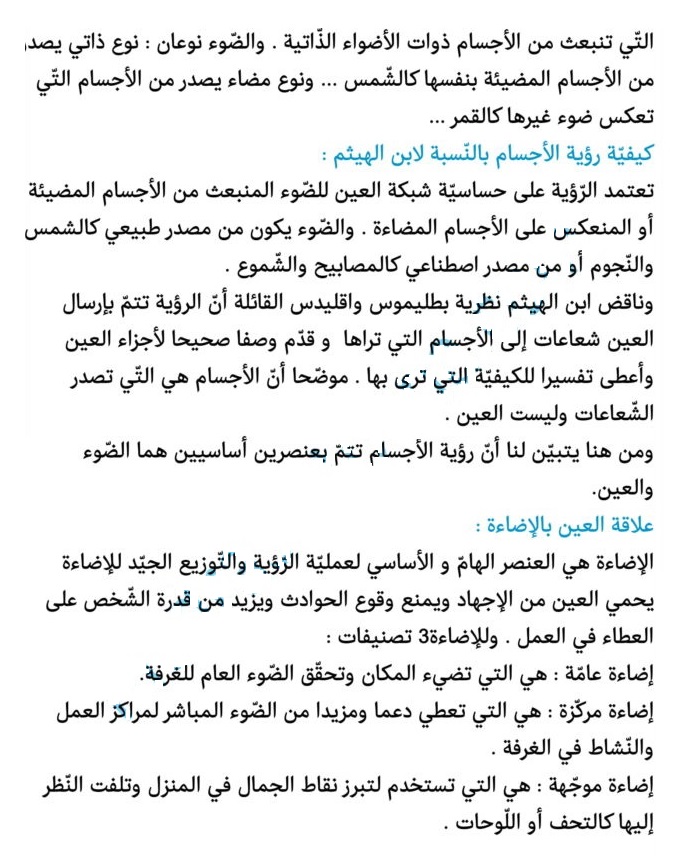 التّي تنبعث من الأجسام ذوات الأضواء الذّاتية . والضّوء نوعان : نوع ذاتي يصدر
من الأجسام المضيئة بنفسها كالشّمس ... ونوع مضاء يصدر من الأجسام التّي
تعكس ضوء غيرها كالقمر ...
كيفيّة رؤية الأجسام بالنّسبة لابن الهيثم :
تعتمد الرّؤية على حساسيّة شبكة العين للضّوء المنبعث من الأجسام المضيئة
أو المنعكس على الأجسام المضاءة . والضّوء يكون من مصدر طبيعي كالشمس
والنّجوم أو من مصدر اصطناعي كالمصابيح والشّموع .
وناقض ابن الهيثم نظرية بطليموس واقليدس القائلة أنّ الرؤية تتمّ بإرسال
العين شعاعات إلى الأجسام التي تراها و قدّم وصفا صحيحا لأجزاء العين
وأعطى تفسيرا للكيفيّة التي ترى بها . موضّحا أنّ الأجسام هي التّي تصدر
الشّعاعات وليست العين .
ومن هنا يتبيّن لنا أنّ رؤية الأجسام تتمّ بعنصرين أساسيين هما الضّوء
والعين.
علاقة العين بالإضاءة :
الإضاءة هي العنصر الهامّ و الأساسي لعمليّة الرّؤية والتّوزيع الجيّد للإضاءة
يحمي العين من الإجهاد ويمنع وقوع الحوادث ويزيد من قدرة الشّخص على
العطاء في العمل . وللإضاءة3 تصنيفات :
إضاءة عامّة : هي التي تضيء المكان وتحقّق الضّوء العام للغرفة.
إضاءة مركّزة : هي التي تعطي دعما ومزيدا من الضّوء المباشر لمراكز العمل
والنّشاط في الغرفة .
إضاءة موجّهة : هي التي تستخدم لتبرز نقاط الجمال في المنزل وتلفت النّظر
إليها كالتحف أو اللّوحات .